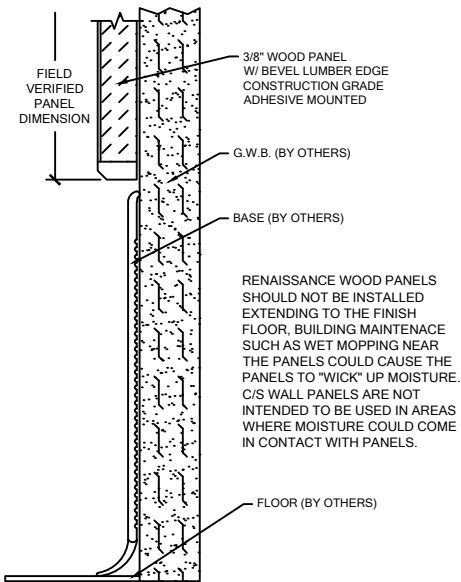 FIELD
VERIFIED
PANEL
DIMENSION
3/8" WOOD PANEL
W/ BEVEL LUMBER EDGE
CONSTRUCTION GRADE
ADHESIVE MOUNTED
G.W.B. (BY OTHERS)
BASE (BY OTHERS)
RENAISSANCE WOOD PANELS
SHOULD NOT BE INSTALLED
EXTENDING TO THE FINISH
FLOOR, BUILDING MAINTENACE
SUCH AS WET MOPPING NEAR
THE PANELS COULD CAUSE THE
PANELS TO "WICK" UP MOISTURE.
C/S WALL PANELS ARE NOT
INTENDED TO BE USED IN AREAS
WHERE MOISTURE COULD COME
IN CONTACT WITH PANELS.
FLOOR (BY OTHERS)